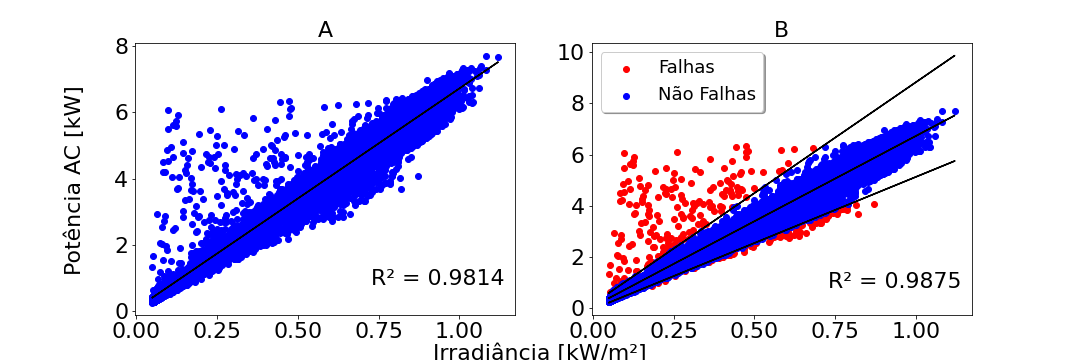 A
B
Potência AC [kW]
8
6
4
2
0
R² = 0.9814
0.00
0.25
0.50
0.75
1.00
10
8
6
4
2
0
Falhas
Não Falhas
R² = 0.9875
0.00
0.25
0.50
0.75
1.00
Irradiância [kW/m²]